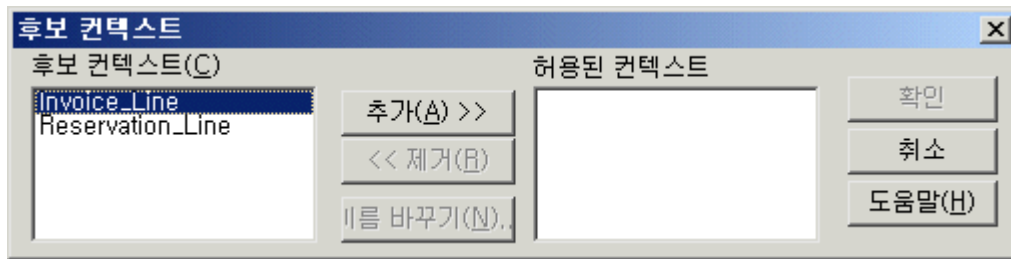 후보 컨텍스트
후보 컨텍스트(C)
Invoice_Line
Reservation_Line
추가(A) >>
<< 제거(R)
이름 바꾸기(N)..
허용된 컨텍스트
확인
취소
도움말(H)